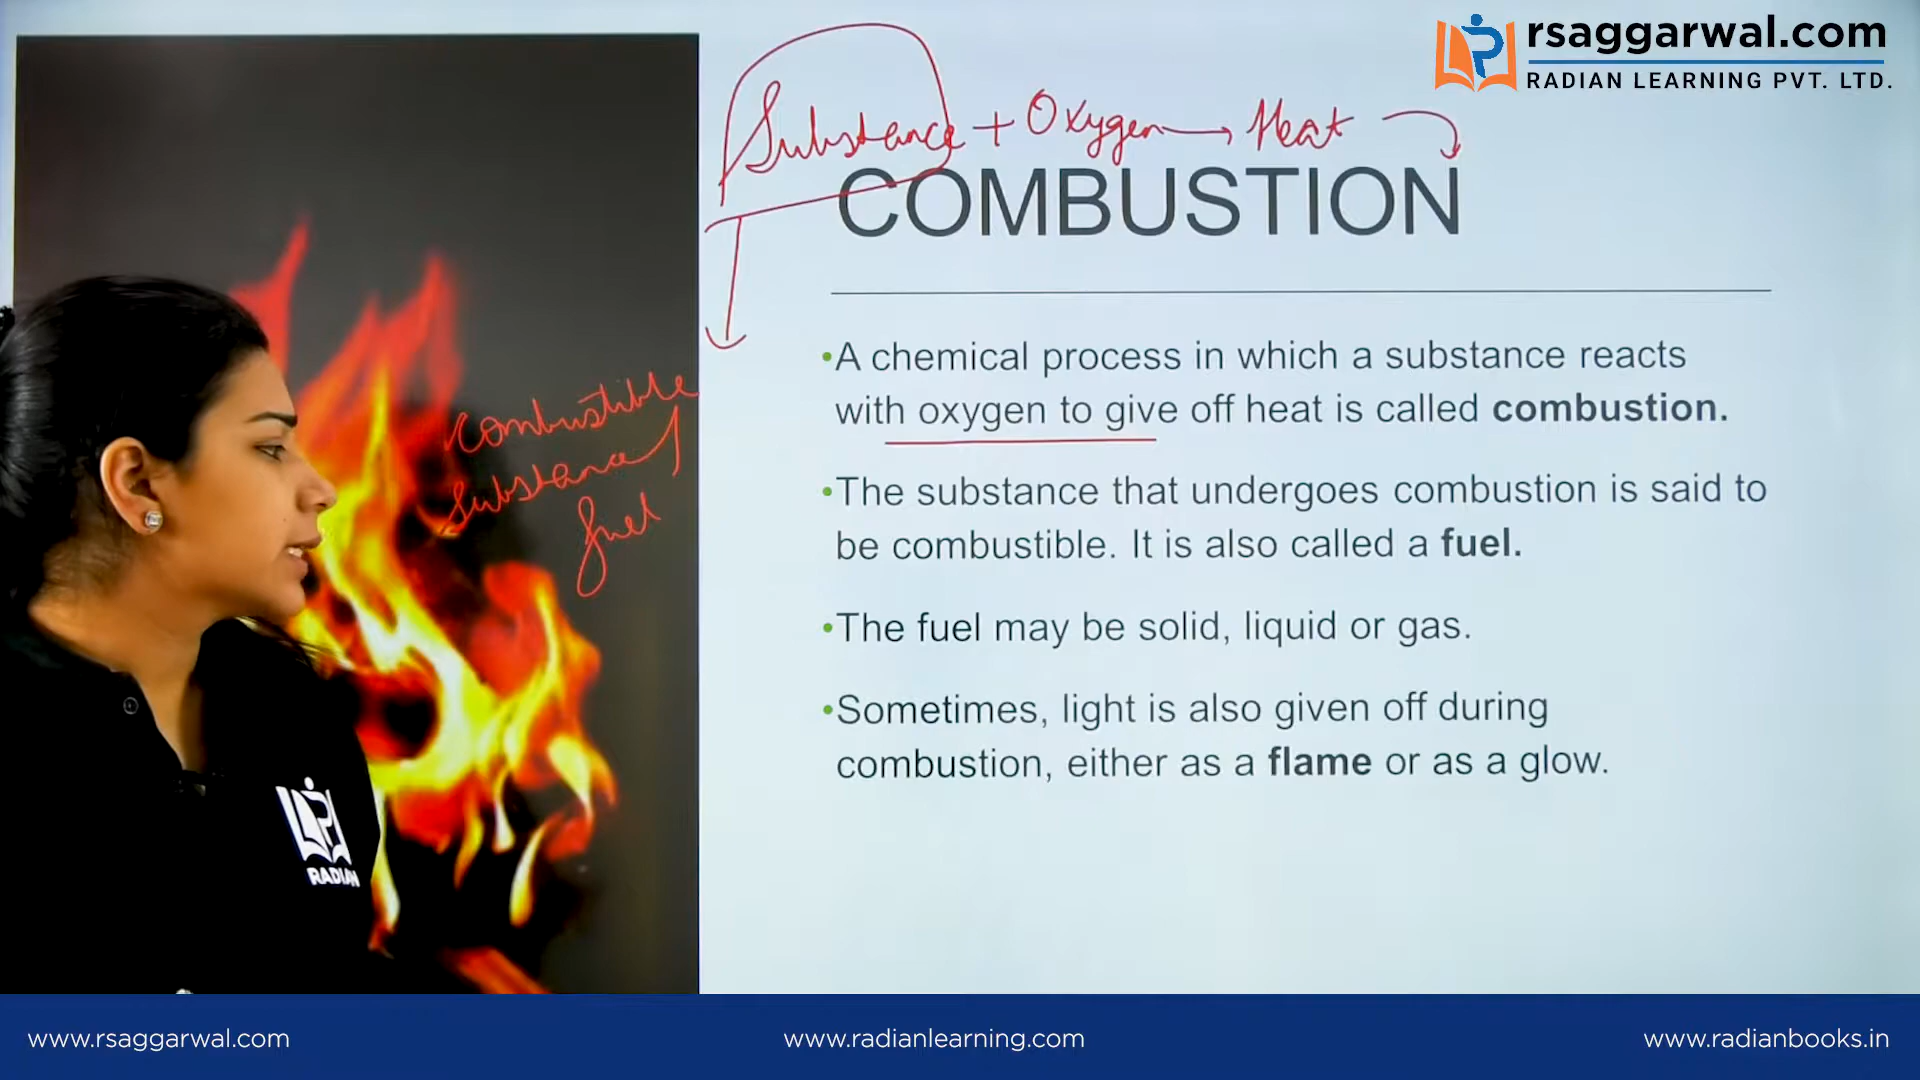 rsaggarwal.com
RADIAN LEARNING PVT. LTD.
Substance + Oxygen → Heat
COMBUSTION
•A chemical process in which a substance reacts
with oxygen to give off heat is called combustion.
•The substance that undergoes combustion is said to
be combustible. It is also called a fuel.
•The fuel may be solid, liquid or gas.
•Sometimes, light is also given off during
combustion, either as a flame or as a glow.
Combustible
Substance /
fuel
RADIAN
www.rsaggarwal.com
www.radianlearning.com
www.radianbooks.in